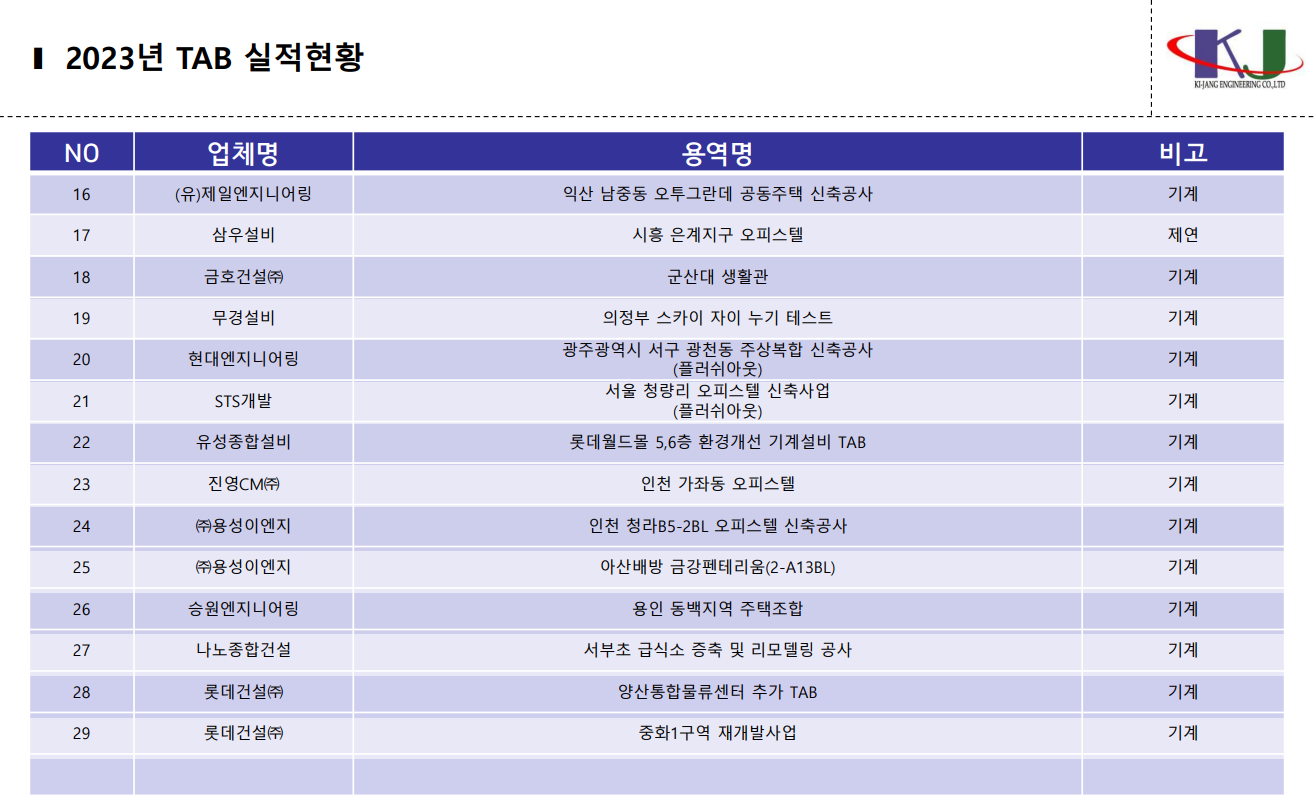 2023년 TAB 실적현황
KJ
KI-JANG ENGINEERING CO.,LTD
NO 업체명 용역명 비고
16 (유)제일엔지니어링 익산 남중동 오투그란데 공동주택 신축공사 기계
17 삼우설비 시흥 은계지구 오피스텔 제연
18 금호건설㈜ 군산대 생활관 기계
19 무경설비 의정부 스카이 자이 누기 테스트 기계
20 현대엔지니어링 광주광역시 서구 광천동 주상복합 신축공사 기계
(플러쉬아웃)
21 STS개발 서울 청량리 오피스텔 신축사업 기계
(플러쉬아웃)
22 유성종합설비 롯데월드몰 5,6층 환경개선 기계설비 TAB 기계
23 진영CM㈜ 인천 가좌동 오피스텔 기계
24 ㈜용성이엔지 인천 청라B5-2BL 오피스텔 신축공사 기계
25 ㈜용성이엔지 아산배방 금강펜테리움(2-A13BL) 기계
26 승원엔지니어링 용인 동백지역 주택조합 기계
27 나노종합건설 서부초 급식소 증축 및 리모델링 공사 기계
28 롯데건설㈜ 양산통합물류센터 추가 TAB 기계
29 롯데건설㈜ 중화1구역 재개발사업 기계